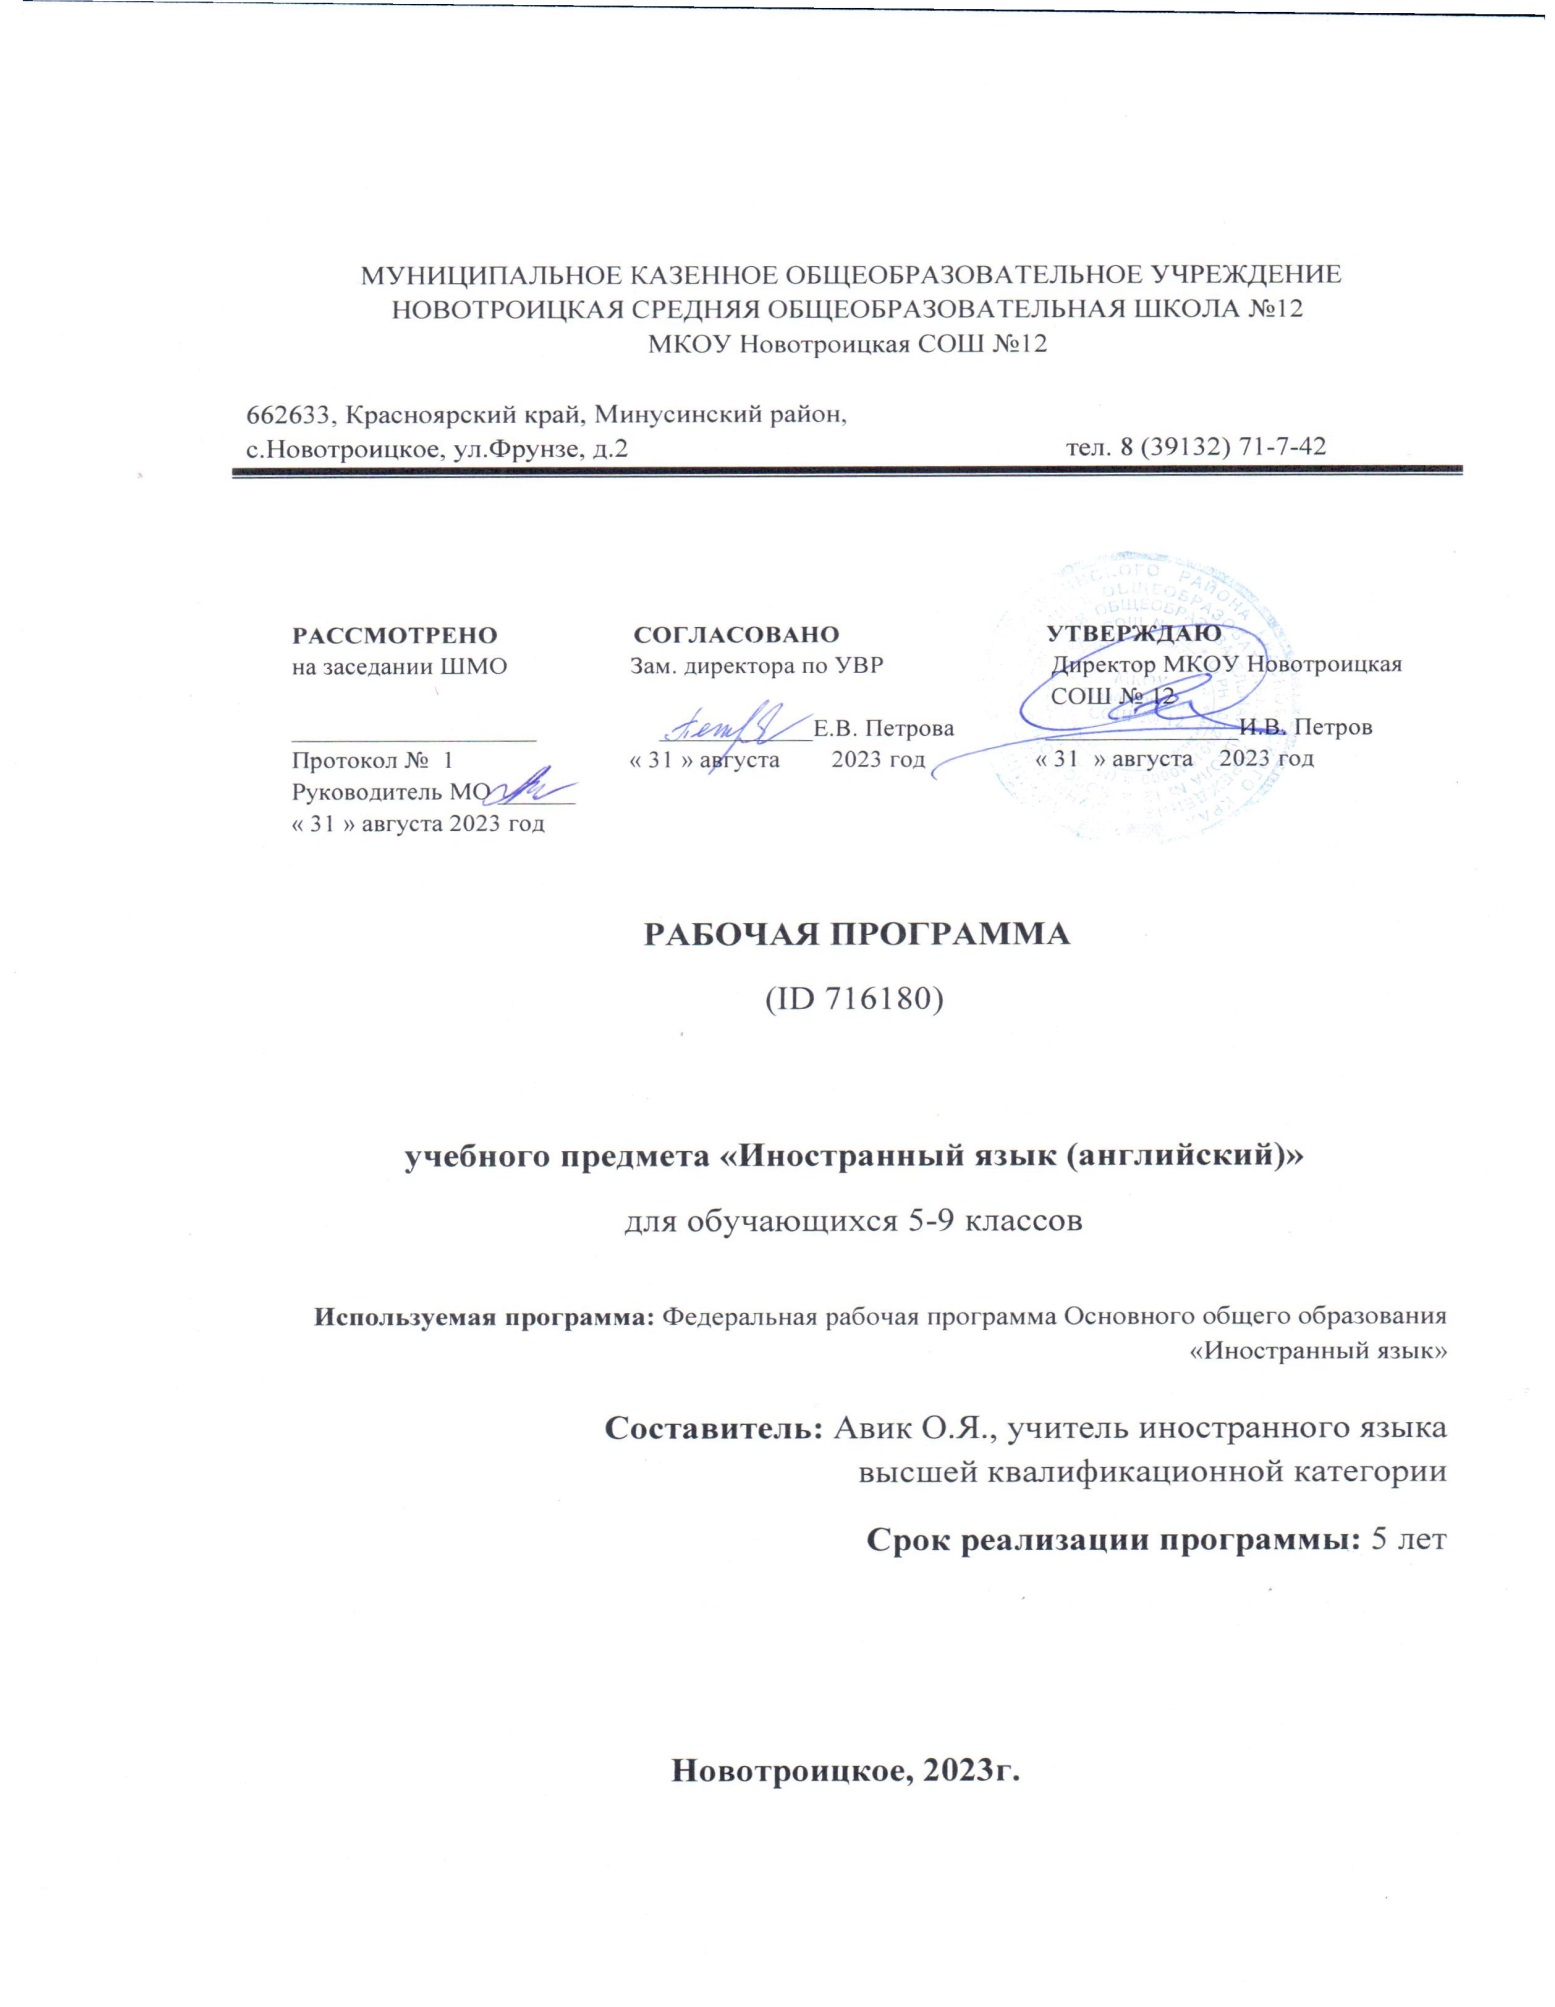 МУНИЦИПАЛЬНОЕ КАЗЕННОЕ ОБЩЕОБРАЗОВАТЕЛЬНОЕ УЧРЕЖДЕНИЕ
НОВОТРОИЦКАЯ СРЕДНЯЯ ОБЩЕОБРАЗОВАТЕЛЬНАЯ ШКОЛА №12
МКОУ Новотроицкая СОШ №12
662633, Красноярский край, Минусинский район,
с.Новотроицкое, ул.Фрунзе, д.2 тел. 8 (39132) 71-7-42
РАССМОТРЕНО
на заседании ШМО
Протокол № 1
Руководитель МО
« 31 » августа 2023 год
СОГЛАСОВАНО
Зам. директора по УВР
Е.В. Петрова
« 31 » августа 2023 год
УТВЕРЖДАЮ
Директор МКОУ Новотроицкая
СОШ № 12
И.В. Петров
« 31 » августа 2023 год
РАБОЧАЯ ПРОГРАММА
(ID 716180)
учебного предмета «Иностранный язык (английский)»
для обучающихся 5-9 классов
Используемая программа: Федеральная рабочая программа Основного общего образования
«Иностранный язык»
Составитель: Авик О.Я., учитель иностранного языка
высшей квалификационной категории
Срок реализации программы: 5 лет
Новотроицкое, 2023г.